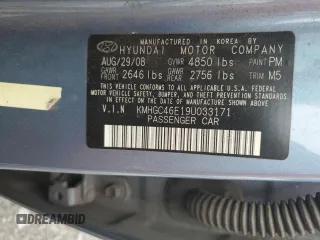 MANUFACTURED IN KOREA BY
HYUNDAI MOTOR COMPANY
AUG/29/08 GVWR 4850 lbs PAINT PM
GAWR FRONT 2646 lbs GAWR REAR 2756 lbs TRIM M5
THIS VEHICLE CONFORMS TO ALL APPLICABLE U.S.A. FEDERAL
MOTOR VEHICLE SAFETY, BUMPER, AND THEFT PREVENTION
STANDARDS IN EFFECT ON THE DATE OF MANUFACTURE
SHOWN ABOVE.
V.I.N KMHGC46E19U033171
PASSENGER CAR
DREAMBID